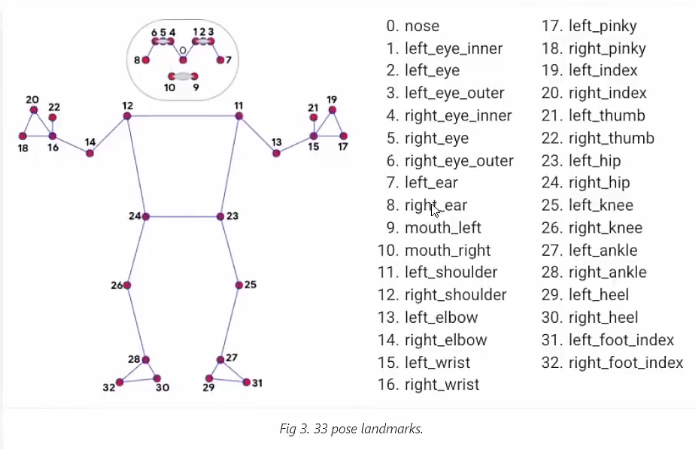 6 5 4 1 2 3
0
8 7
10 9
20 19
22 12 11 21
14 13
18 16 15 17
24 23
26 25
28 27
32 30 29 31
0. nose
1. left_eye_inner
2. left_eye
3. left_eye_outer
4. right_eye_inner
5. right_eye
6. right_eye_outer
7. left_ear
8. right_ear
9. mouth_left
10. mouth_right
11. left_shoulder
12. right_shoulder
13. left_elbow
14. right_elbow
15. left_wrist
16. right_wrist
17. left_pinky
18. right_pinky
19. left_index
20. right_index
21. left_thumb
22. right_thumb
23. left_hip
24. right_hip
25. left_knee
26. right_knee
27. left_ankle
28. right_ankle
29. left_heel
30. right_heel
31. left_foot_index
32. right_foot_index
Fig 3. 33 pose landmarks.